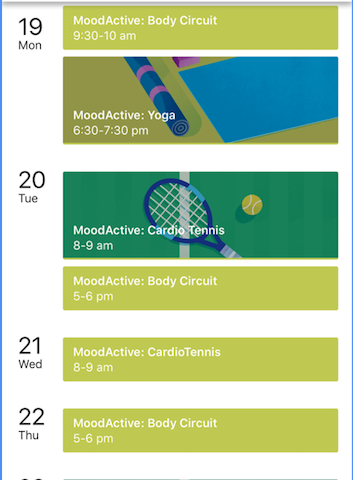 19
Mon
MoodActive: Body Circuit
9:30-10 am
MoodActive: Yoga
6:30-7:30 pm
20
Tue
MoodActive: Cardio Tennis
8-9 am
MoodActive: Body Circuit
5-6 pm
21
Wed
MoodActive: CardioTennis
8-9 am
22
Thu
MoodActive: Body Circuit
5-6 pm